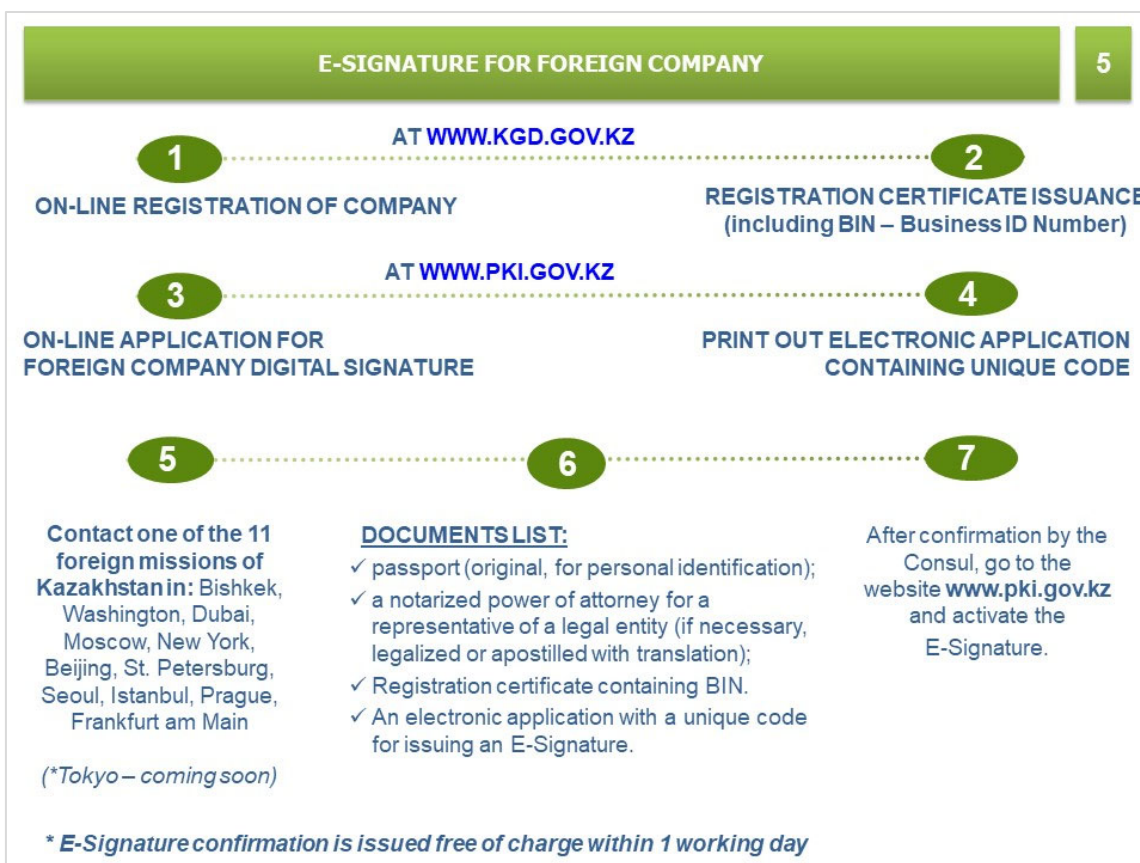 E-SIGNATURE FOR FOREIGN COMPANY
5
AT WWW.KGD.GOV.KZ
1
2
ON-LINE REGISTRATION OF COMPANY
REGISTRATION CERTIFICATE ISSUANCE
(including BIN – Business ID Number)
AT WWW.PKI.GOV.KZ
3
4
ON-LINE APPLICATION FOR
FOREIGN COMPANY DIGITAL SIGNATURE
PRINT OUT ELECTRONIC APPLICATION
CONTAINING UNIQUE CODE
5
6
7
Contact one of the 11
foreign missions of
Kazakhstan in: Bishkek,
Washington, Dubai,
Moscow, New York,
Beijing, St. Petersburg,
Seoul, Istanbul, Prague,
Frankfurt am Main
(*Tokyo – coming soon)
DOCUMENTS LIST:
✓ passport (original, for personal identification);
✓ a notarized power of attorney for a
representative of a legal entity (if necessary,
legalized or apostilled with translation);
✓ Registration certificate containing BIN.
✓ An electronic application with a unique code
for issuing an E-Signature.
After confirmation by the
Consul, go to the
website www.pki.gov.kz
and activate the
E-Signature.
* E-Signature confirmation is issued free of charge within 1 working day